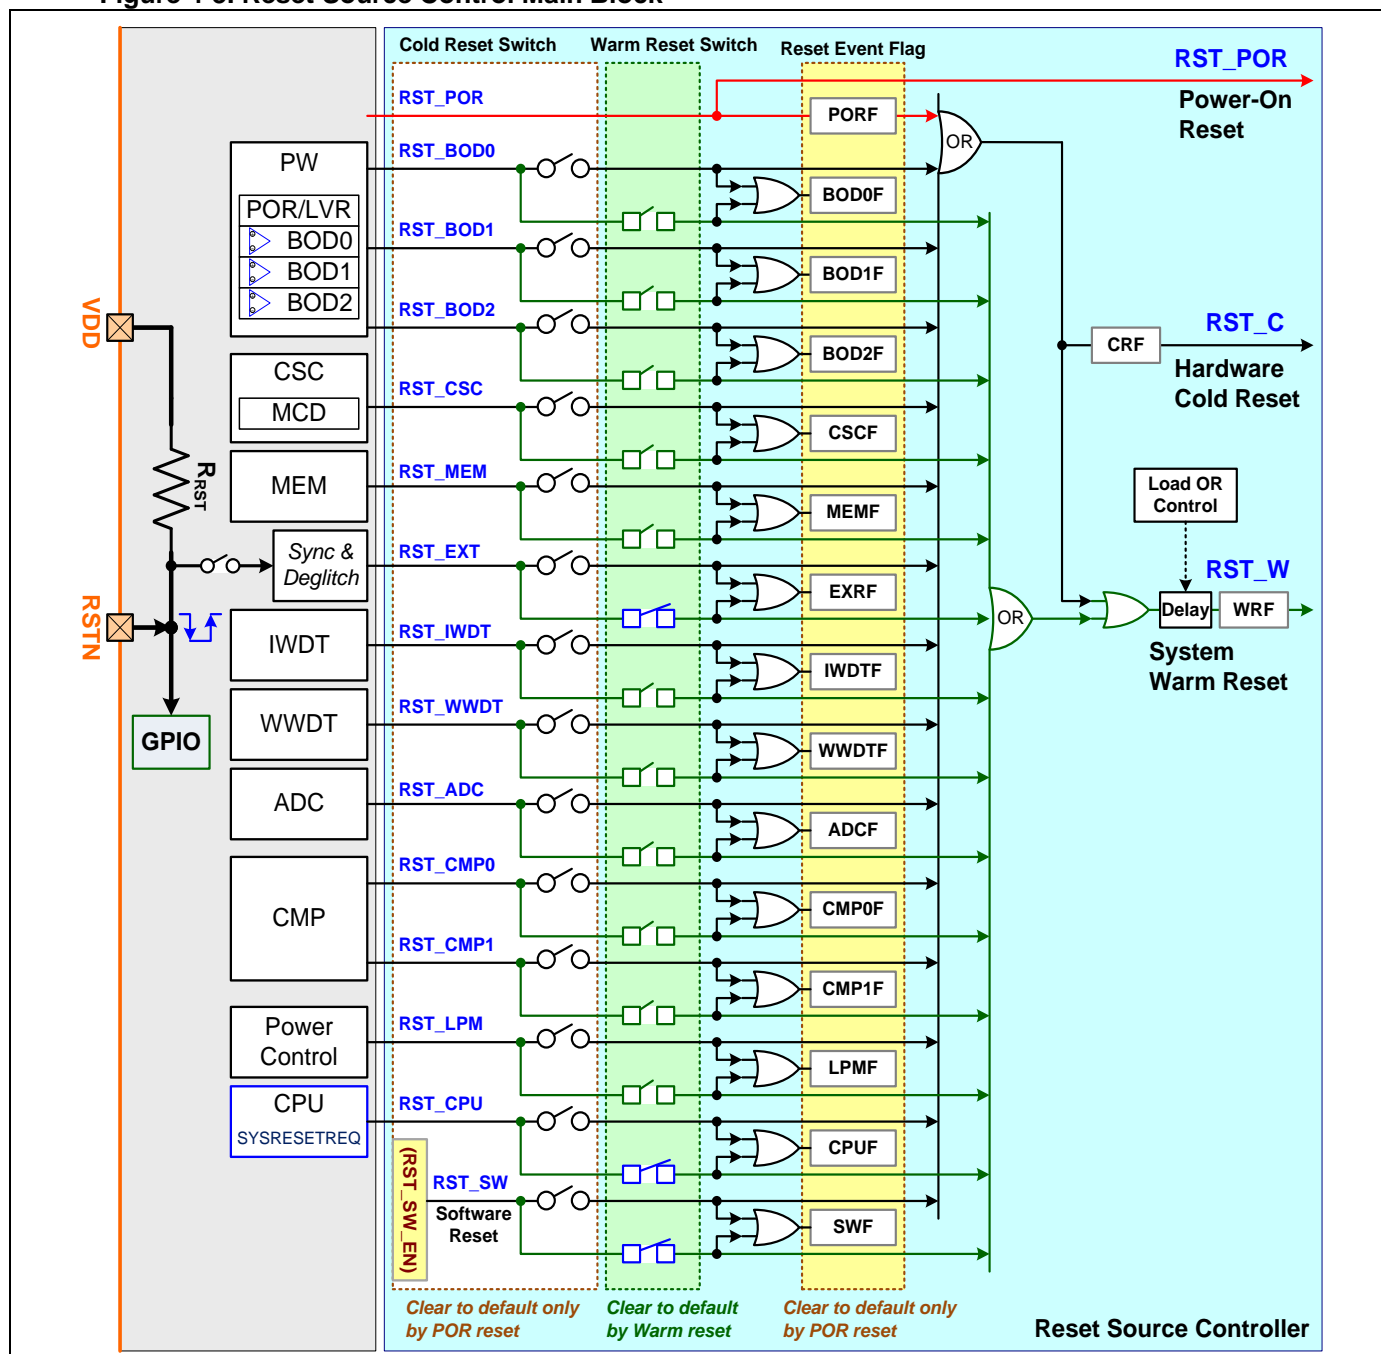 Figure 4-3. Reset Source Control Main Block
Cold Reset Switch
Warm Reset Switch
Reset Event Flag
RST_POR
Power-On
Reset
RST_POR
PORF
OR
PW
POR/LVR
BOD0
BOD1
BOD2
RST_BOD0
BOD0F
RST_BOD1
BOD1F
RST_BOD2
BOD2F
VDD
CSC
MCD
RST_CSC
CSCF
CRF
RST_C
Hardware
Cold Reset
RRST
MEM
RST_MEM
MEMF
Load OR
Control
Sync &
Deglitch
RST_EXT
EXRF
RSTN
OR
Delay
WRF
RST_W
System
Warm Reset
IWDT
RST_IWDT
IWDTF
GPIO
WWDT
RST_WWDT
WWDTF
ADC
RST_ADC
ADCF
CMP
RST_CMP0
CMP0F
RST_CMP1
CMP1F
Power
Control
RST_LPM
LPMF
CPU
SYSRESETREQ
RST_CPU
CPUF
(RST_SW_EN)
RST_SW
Software
Reset
SWF
Clear to default only
by POR reset
Clear to default
by Warm reset
Clear to default only
by POR reset
Reset Source Controller